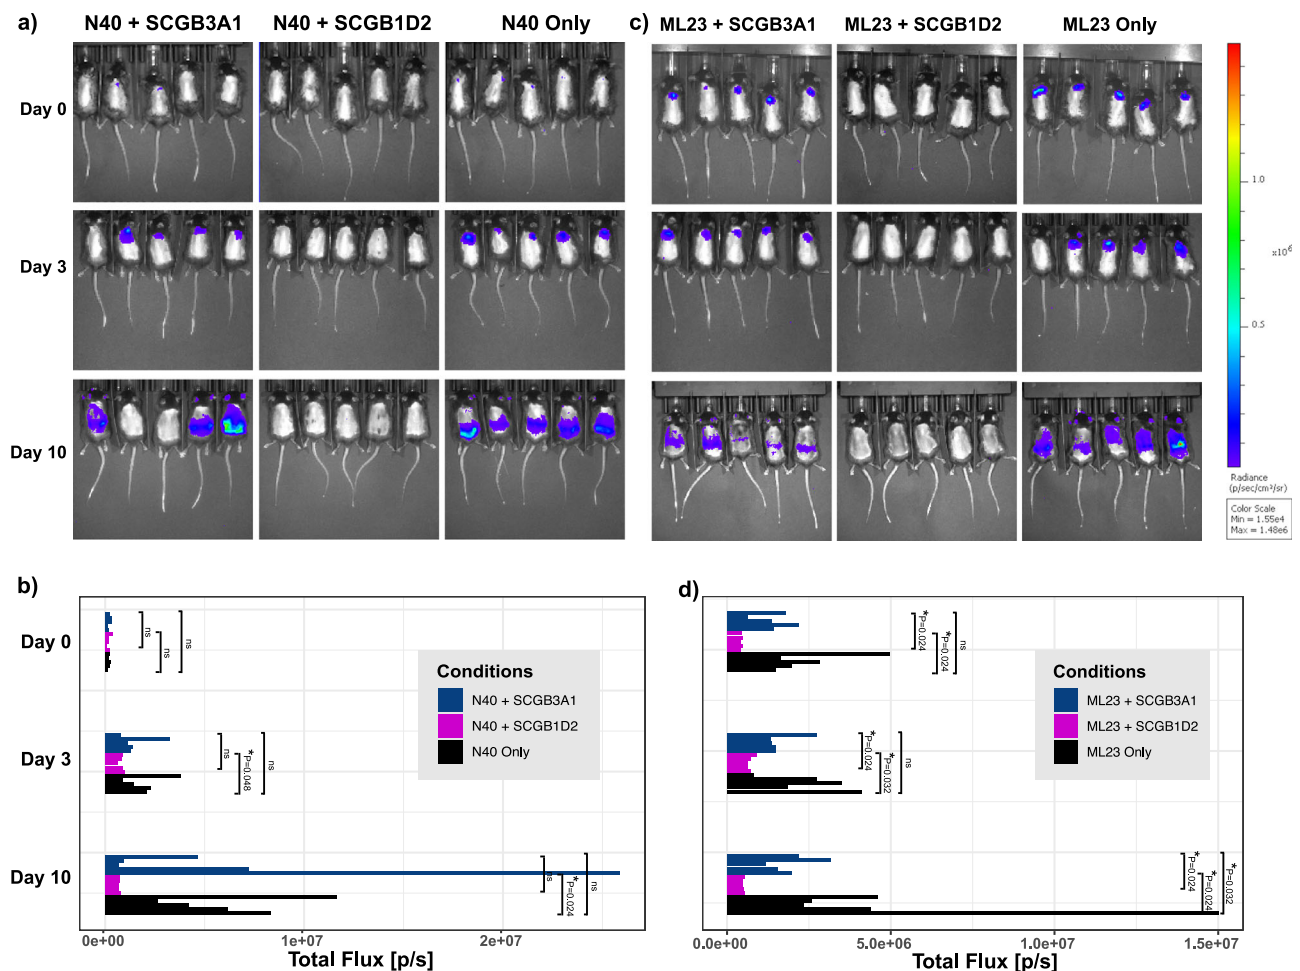 a)
N40 + SCGB3A1
N40 + SCGB1D2
N40 Only
Day 0
Day 3
Day 10
c)
ML23 + SCGB3A1
ML23 + SCGB1D2
ML23 Only
1.0
x10⁶
0.5
Radiance
(p/sec/cm²/sr)
Color Scale
Min = 1.55e4
Max = 1.48e6
b)
Day 0
ns
ns
ns
Conditions
N40 + SCGB3A1
N40 + SCGB1D2
N40 Only
Day 3
ns
*P=0.048
ns
Day 10
ns
*P=0.024
ns
0e+00
1e+07
2e+07
Total Flux [p/s]
d)
*P=0.024
*P=0.024
ns
Conditions
ML23 + SCGB3A1
ML23 + SCGB1D2
ML23 Only
*P=0.024
*P=0.032
ns
*P=0.024
*P=0.024
*P=0.032
0.0e+00
5.0e+06
1.0e+07
1.5e+07
Total Flux [p/s]